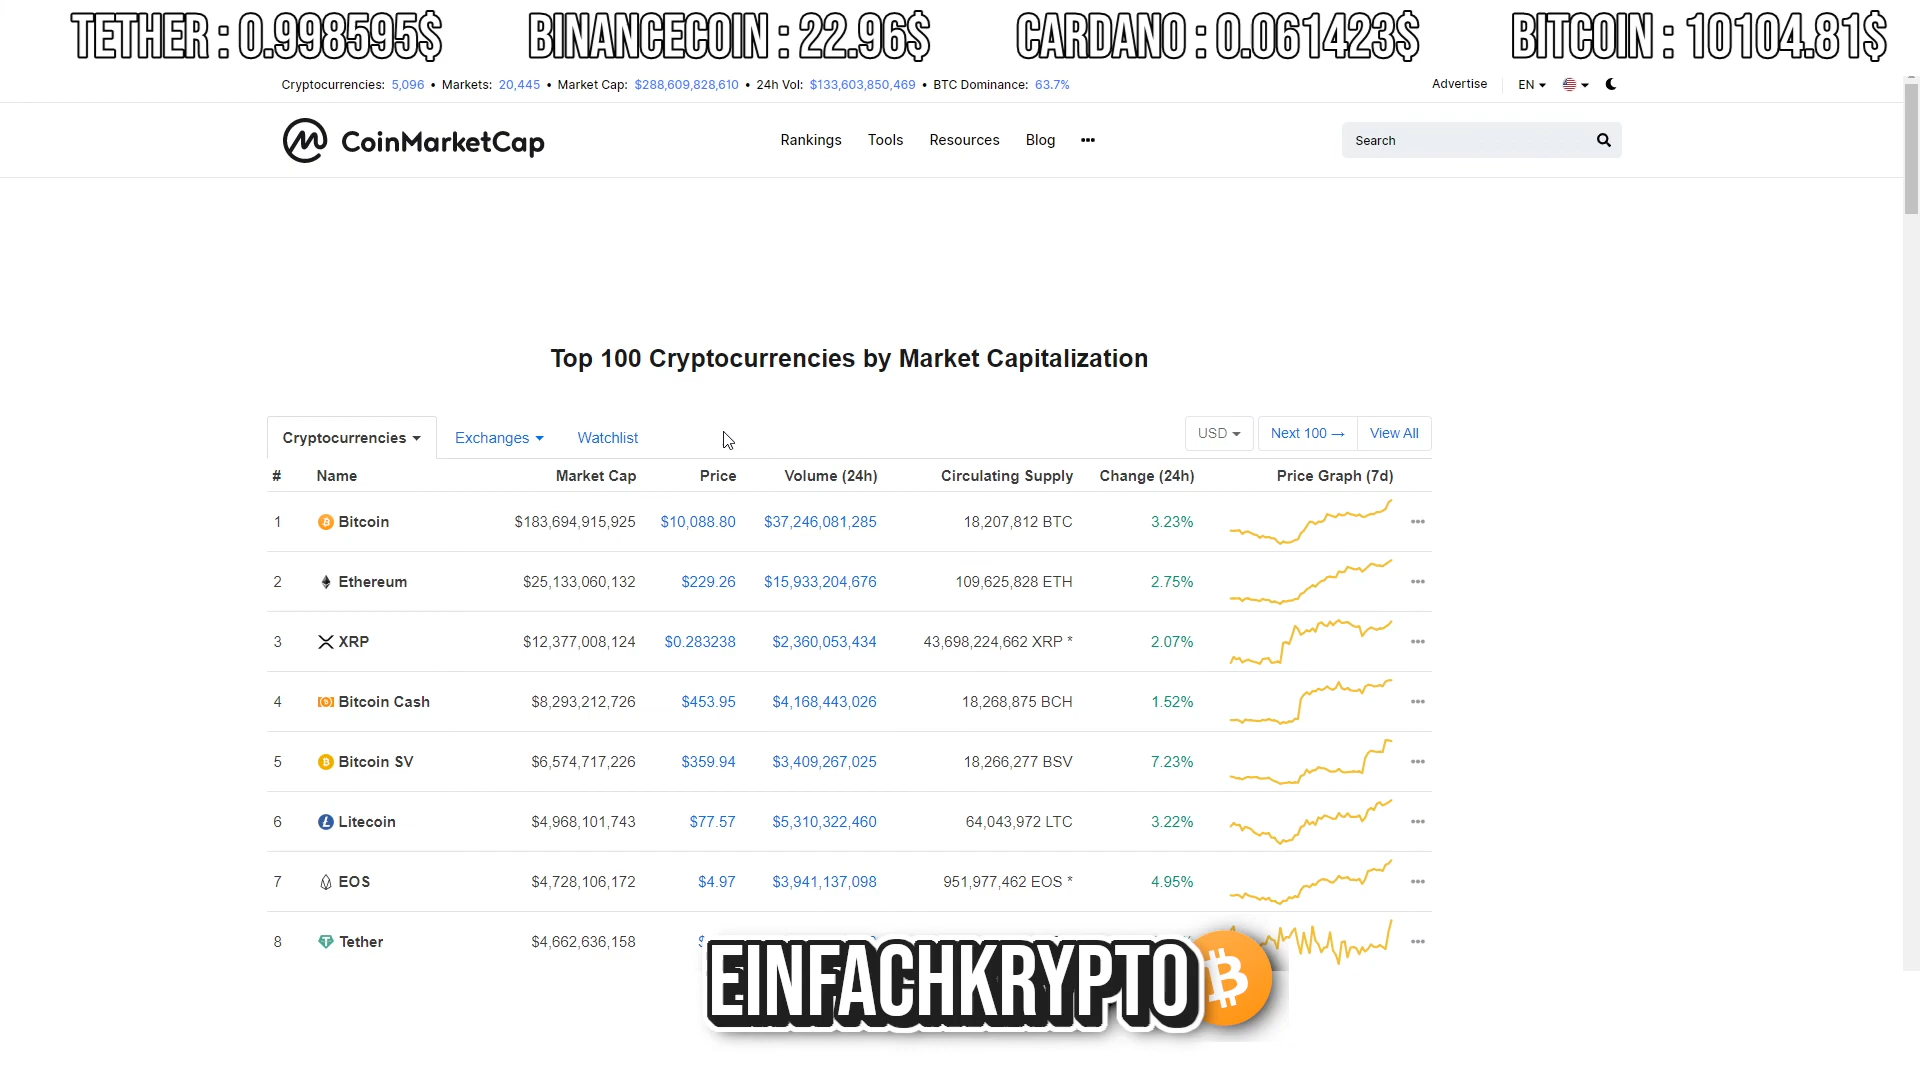 TETHER : 0.998595$ BINANCECOIN : 22.96$ CARDANO : 0.061423$ BITCOIN : 10104.81$
Cryptocurrencies: 5,096 • Markets: 20,445 • Market Cap: $288,609,828,610 • 24h Vol: $133,603,850,469 • BTC Dominance: 63.7% Advertise EN
CoinMarketCap Rankings Tools Resources Blog ••• Search
Top 100 Cryptocurrencies by Market Capitalization
Cryptocurrencies Exchanges Watchlist USD Next 100 → View All
# Name Market Cap Price Volume (24h) Circulating Supply Change (24h) Price Graph (7d)
1 Bitcoin $183,694,915,925 $10,088.80 $37,246,081,285 18,207,812 BTC 3.23%
2 Ethereum $25,133,060,132 $229.26 $15,933,204,676 109,625,828 ETH 2.75%
3 XRP $12,377,008,124 $0.283238 $2,360,053,434 43,698,224,662 XRP * 2.07%
4 Bitcoin Cash $8,293,212,726 $453.95 $4,168,443,026 18,268,875 BCH 1.52%
5 Bitcoin SV $6,574,717,226 $359.94 $3,409,267,025 18,266,277 BSV 7.23%
6 Litecoin $4,968,101,743 $77.57 $5,310,322,460 64,043,972 LTC 3.22%
7 EOS $4,728,106,172 $4.97 $3,941,137,098 951,977,462 EOS * 4.95%
8 Tether $4,662,636,158
EINFACHKRYPTO